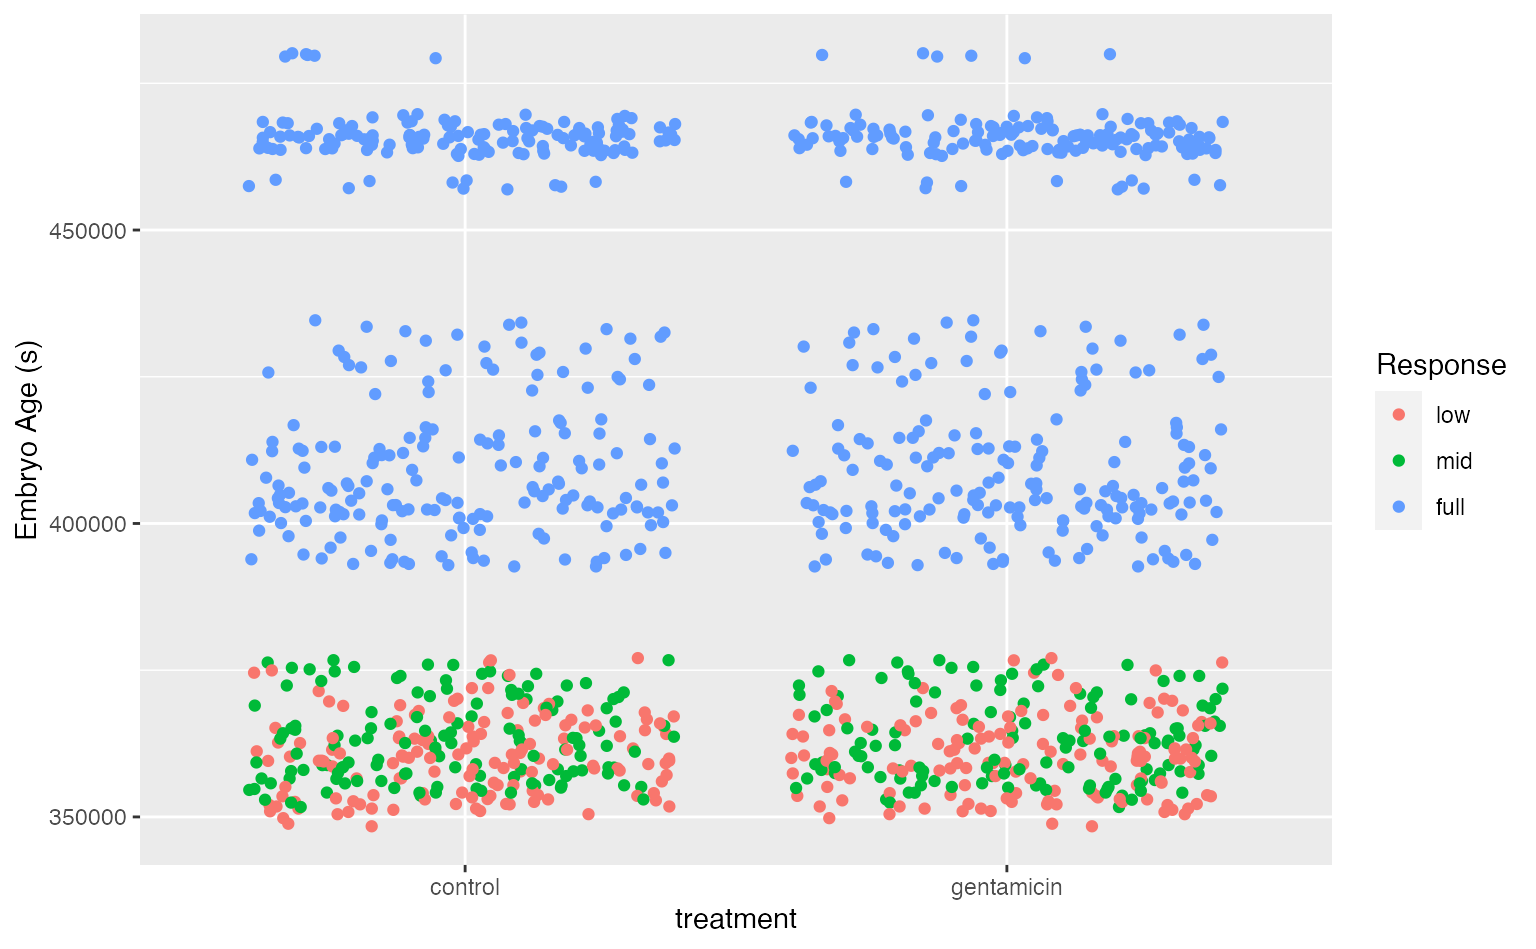 Embryo Age (s)
450000
400000
350000
control
gentamicin
treatment
Response
low
mid
full